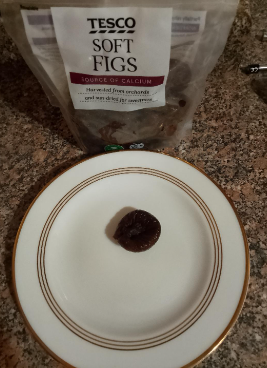 TESCO
SOFT
FIGS
SOURCE OF CALCIUM
Harvested from orchards
and sun-dried for sweetness